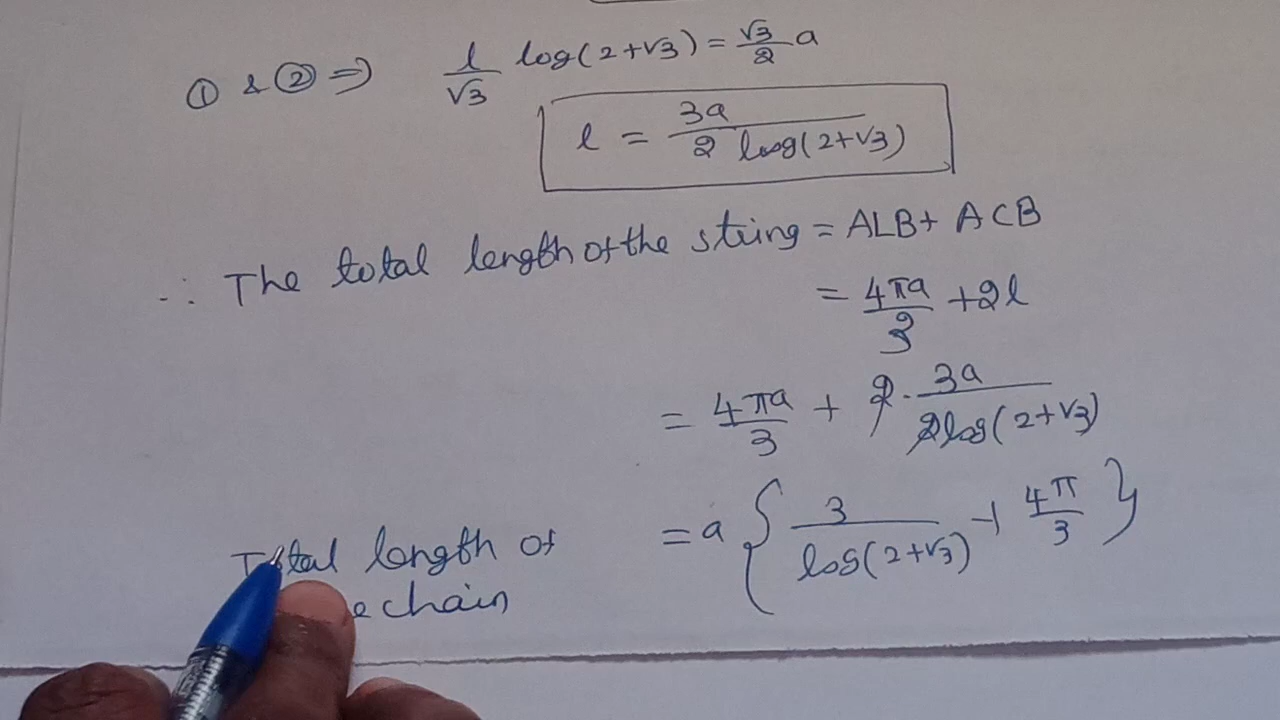 ① & ② ⇒ l/√3 log(2+√3) = √3/2 a
l = 3a / 2 log(2+√3)
∴ The total length of the string = ALB + ACB
= 4πa/3 + 2l
= 4πa/3 + 2 · 3a / 2log(2+√3)
Total length of = a { 3 / log(2+√3) + 4π/3 }
chain